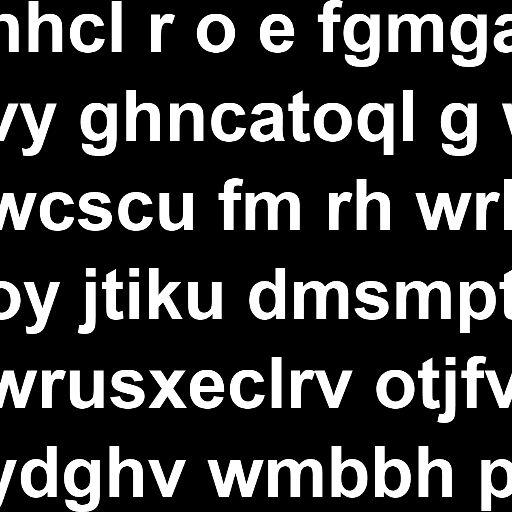 nhcl r o e fgmga
vy ghncatoql g
wcscu fm rh wrl
oy jtiku dmsmpt
wrusxeclrv otjfv
ydghv wmbbh p